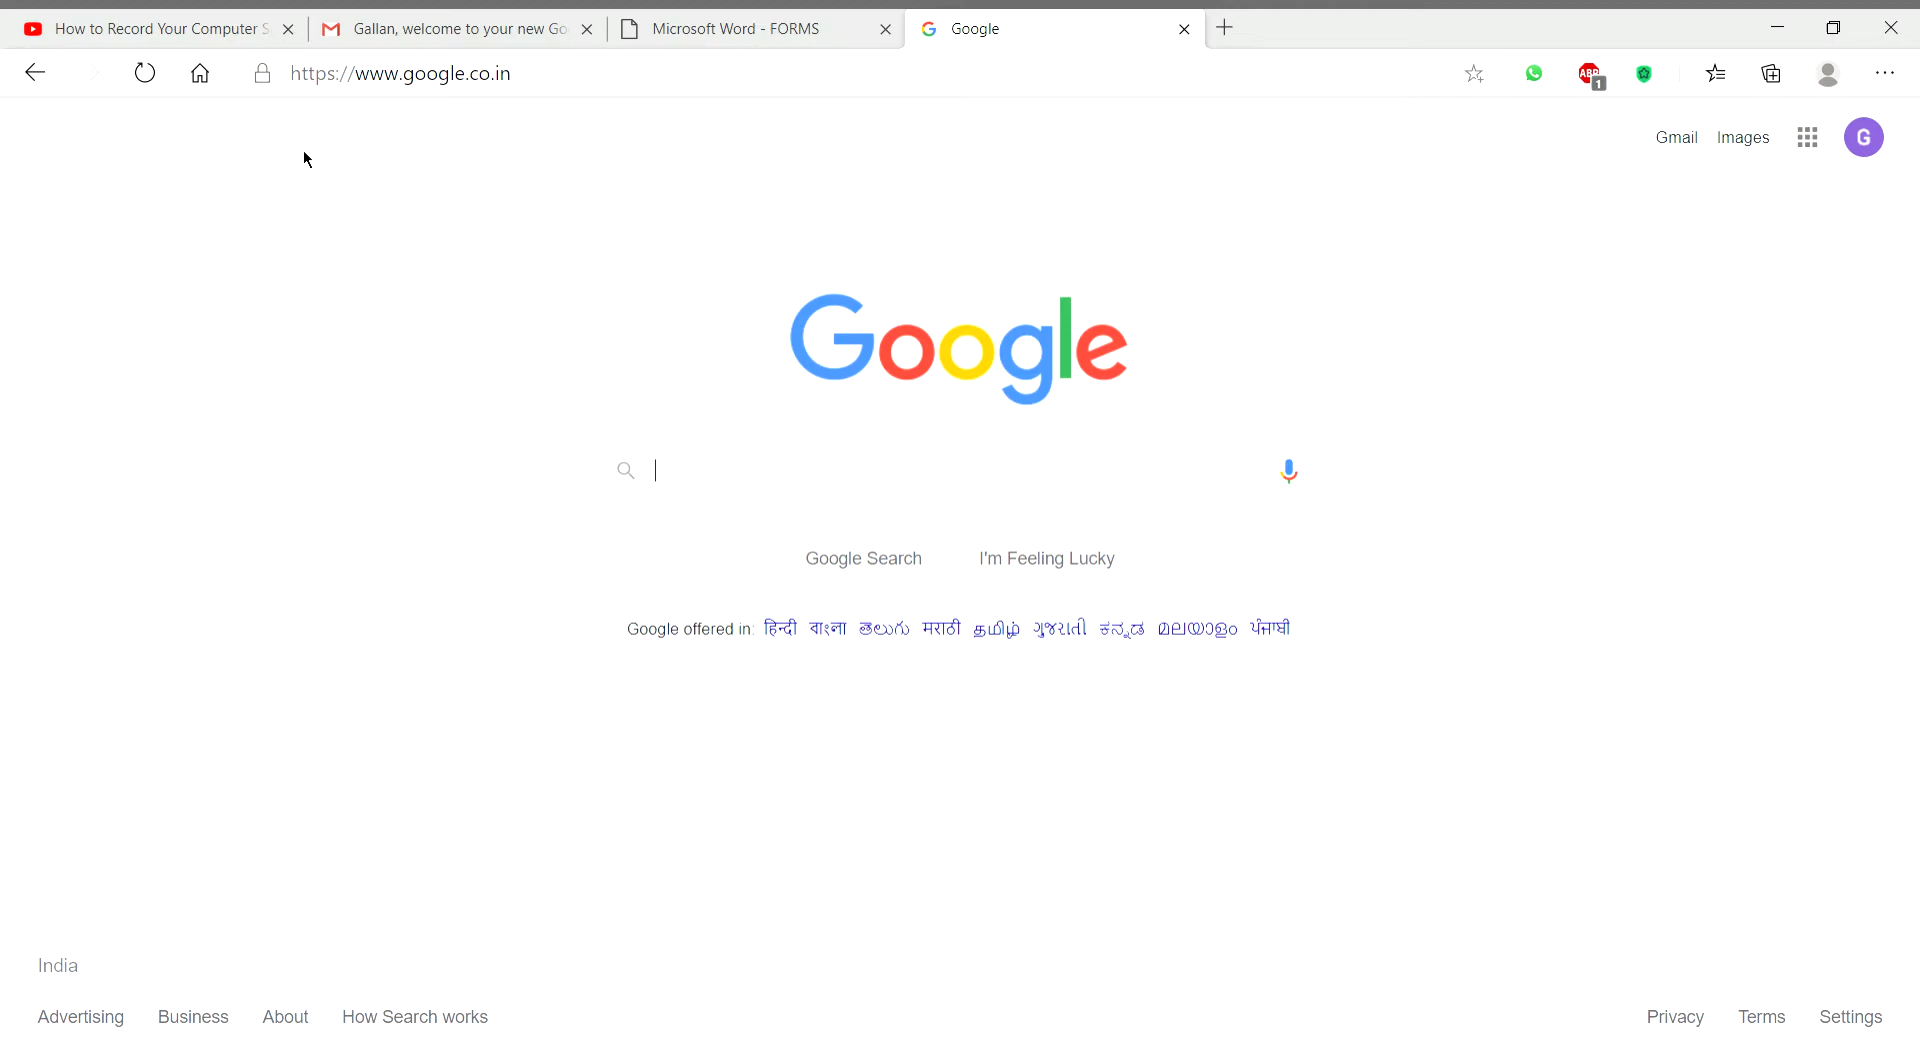 How to Record Your Computer S
Gallan, welcome to your new Go
Microsoft Word - FORMS
Google
https://www.google.co.in
ABP
1
Gmail Images G
Google
Google Search I'm Feeling Lucky
Google offered in: हिन्दी বাংলা తెలుగు मराठी தமிழ் ગુજરાતી ಕನ್ನಡ മലയാളം ਪੰਜਾਬੀ
India
Advertising Business About How Search works Privacy Terms Settings